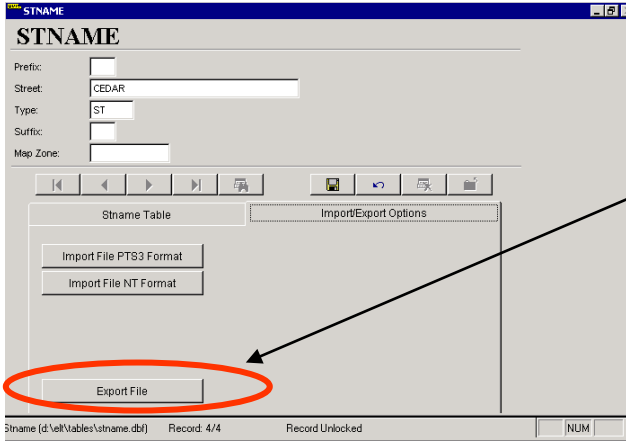 STNAME
STNAME
Prefix:
Street: CEDAR
Type: ST
Suffix:
Map Zone:
Stname Table Import/Export Options
Import File PTS3 Format
Import File NT Format
Export File
Stname (d:\elt\tables\stname.dbf) Record: 4/4 Record Unlocked NUM